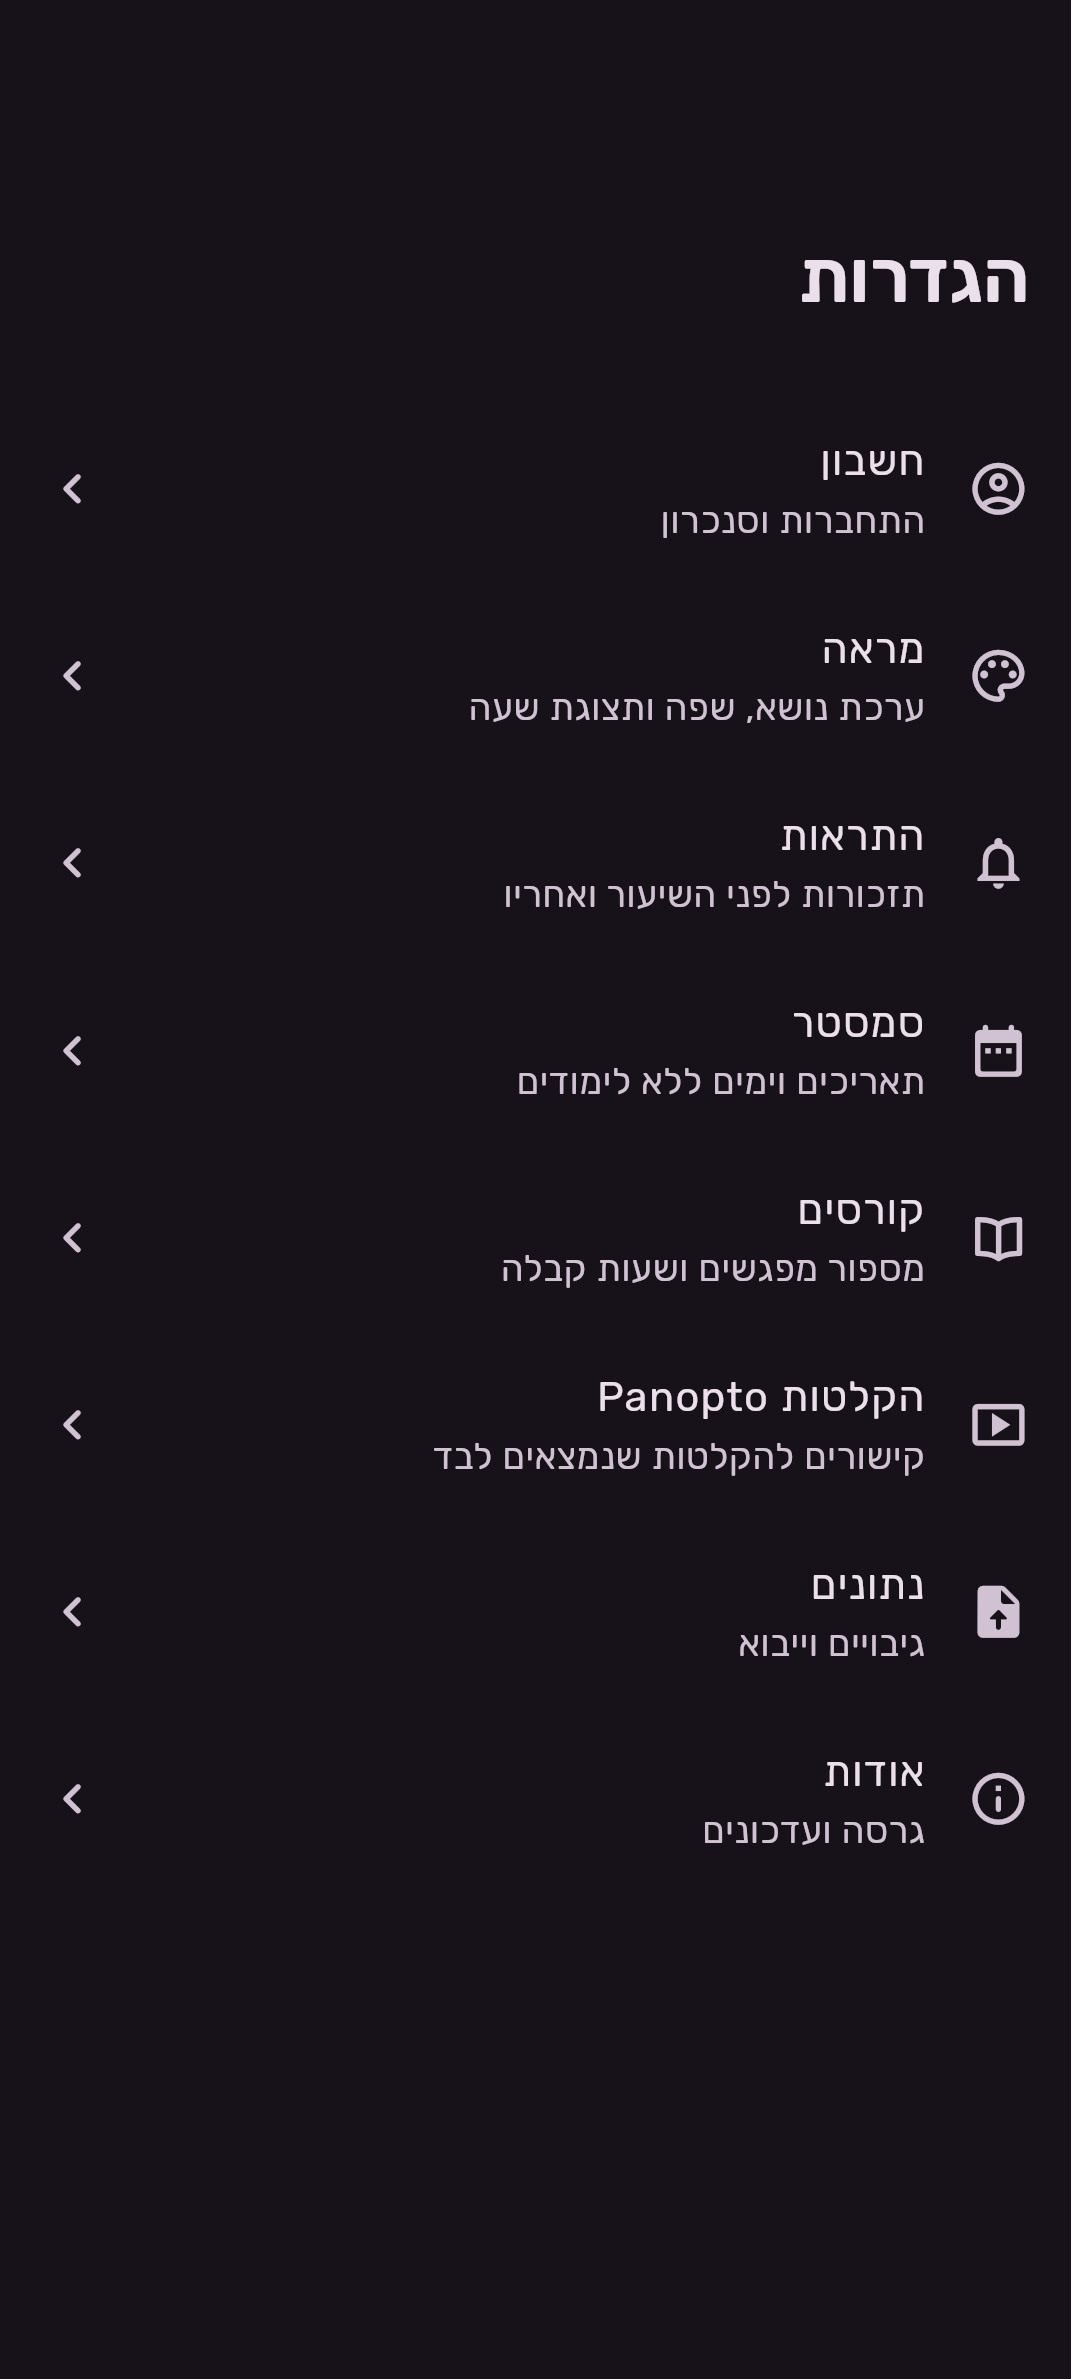 הגדרות
חשבון
התחברות וסנכרון
מראה
ערכת נושא, שפה ותצוגת שעה
התראות
תזכורות לפני השיעור ואחריו
סמסטר
תאריכים וימים ללא לימודים
קורסים
מספור מפגשים ושעות קבלה
הקלטות Panopto
קישורים להקלטות שנמצאים לבד
נתונים
גיבויים וייבוא
אודות
גרסה ועדכונים